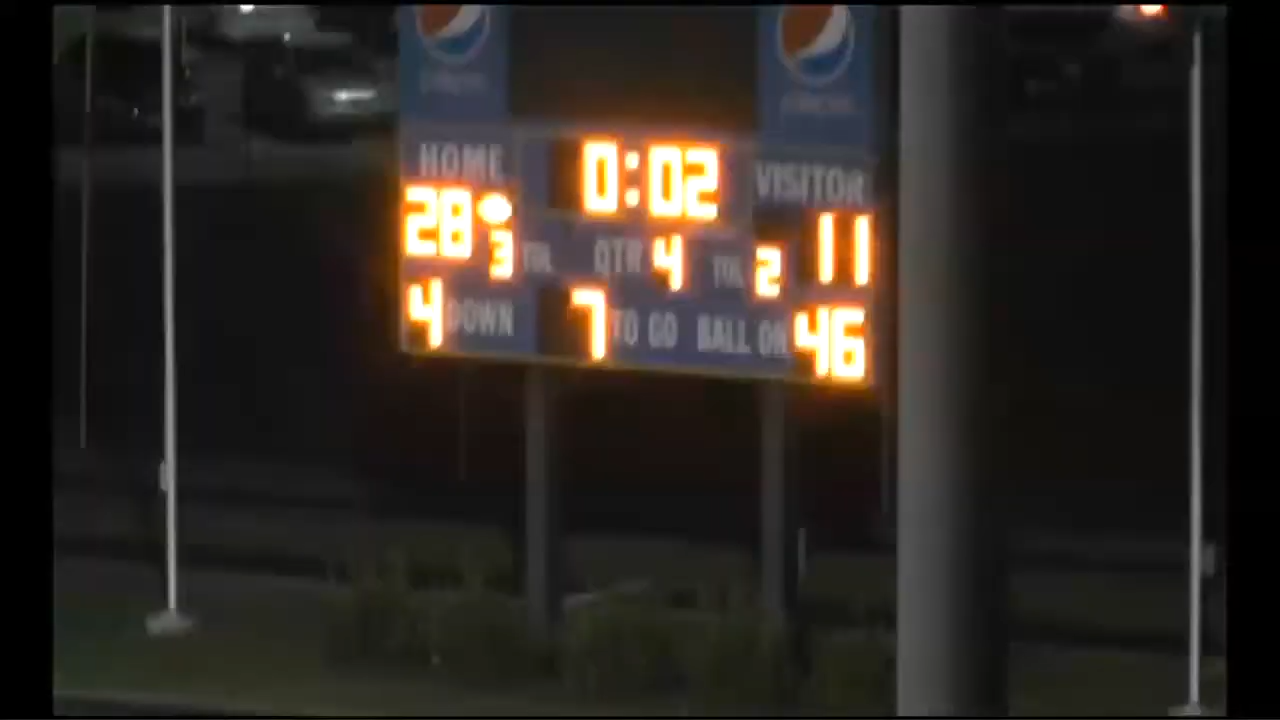 HOME 0:02 VISITOR
28 3 TOL QTR 4 TOL 2 11
4 DOWN 7 TO GO BALL ON 46